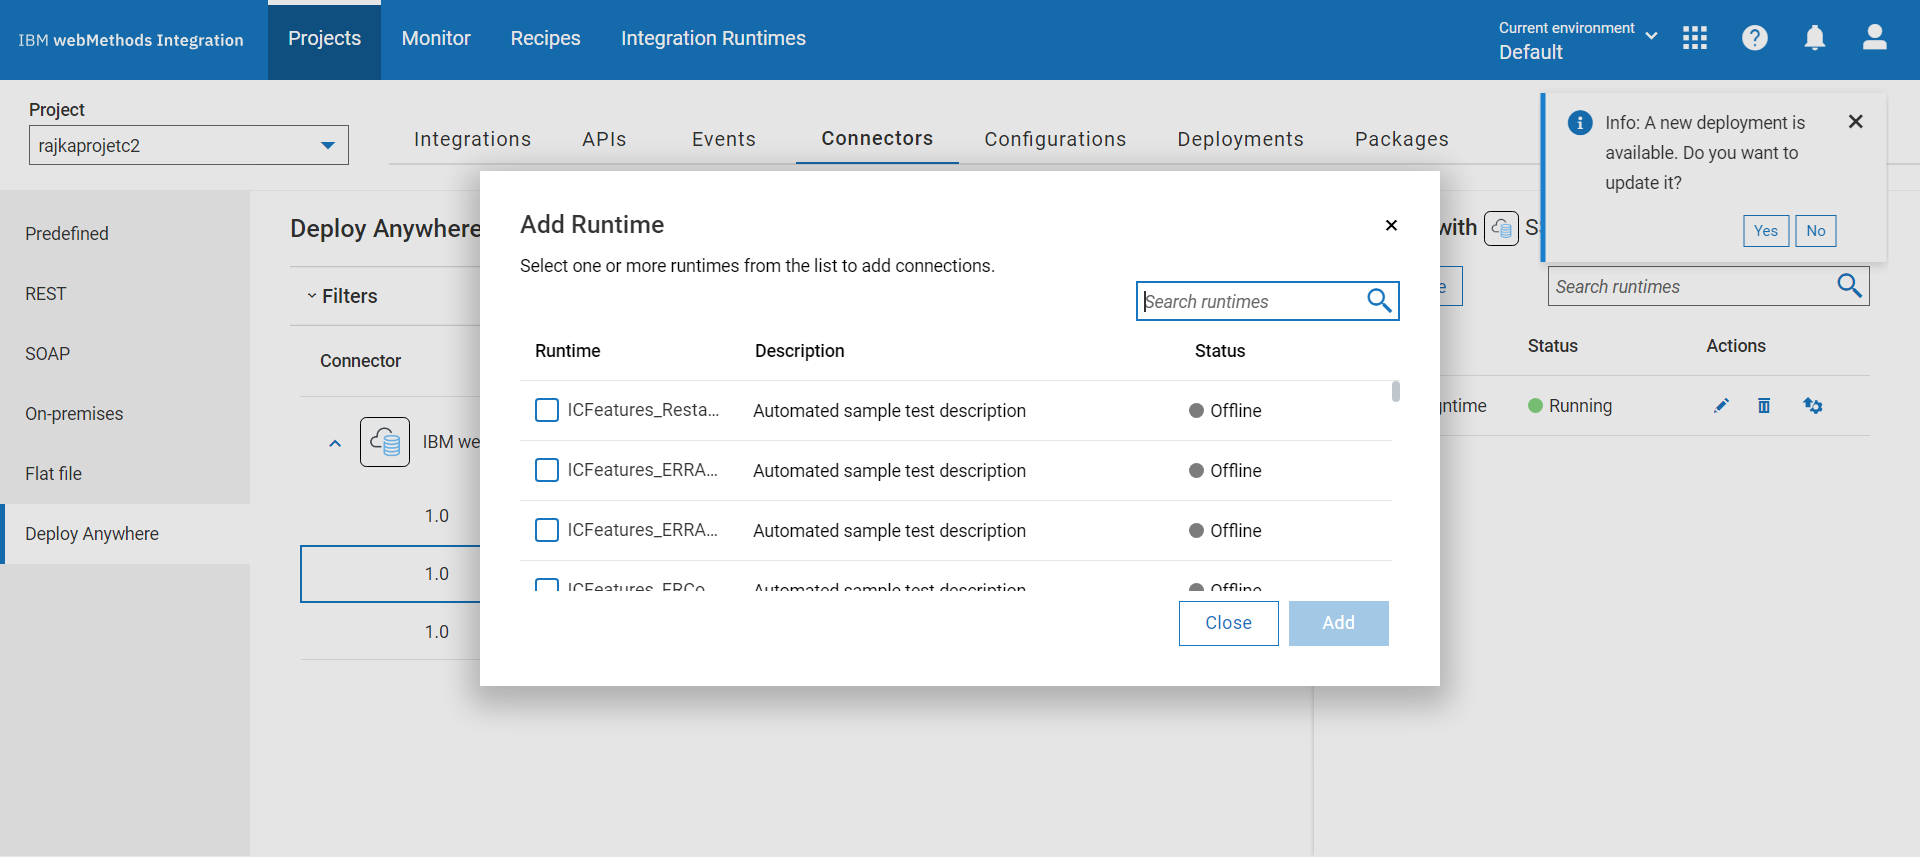 IBM webMethods Integration
Projects
Monitor
Recipes
Integration Runtimes
Current environment
Default
Project
rajkaprojetc2
Integrations
APIs
Events
Connectors
Configurations
Deployments
Packages
Info: A new deployment is
available. Do you want to
update it?
Yes
No
Predefined
REST
SOAP
On-premises
Flat file
Deploy Anywhere
Deploy Anywhere
Filters
Connector
IBM we
1.0
1.0
1.0
Add Runtime
Select one or more runtimes from the list to add connections.
Search runtimes
Runtime Description Status
ICFeatures_Resta... Automated sample test description Offline
ICFeatures_ERRA... Automated sample test description Offline
ICFeatures_ERRA... Automated sample test description Offline
ICFeatures_ERCo Automated sample test description Offline
Close
Add
with
Search runtimes
Status
Actions
Running